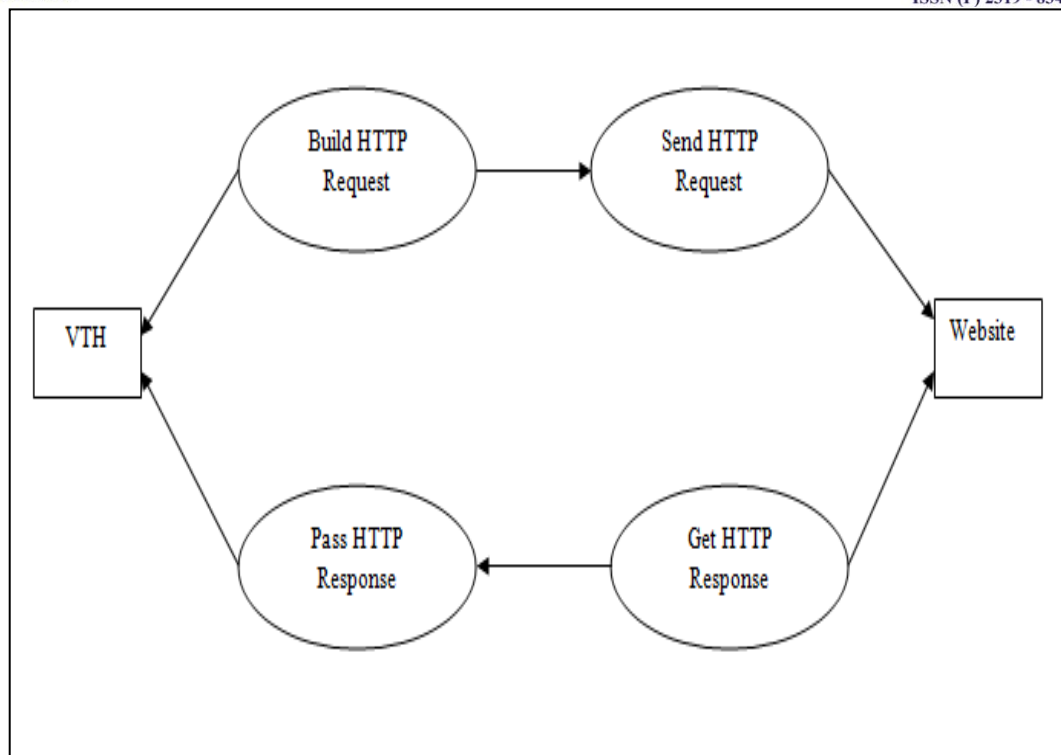 Build HTTP
Request
Send HTTP
Request
VTH
Website
Pass HTTP
Response
Get HTTP
Response